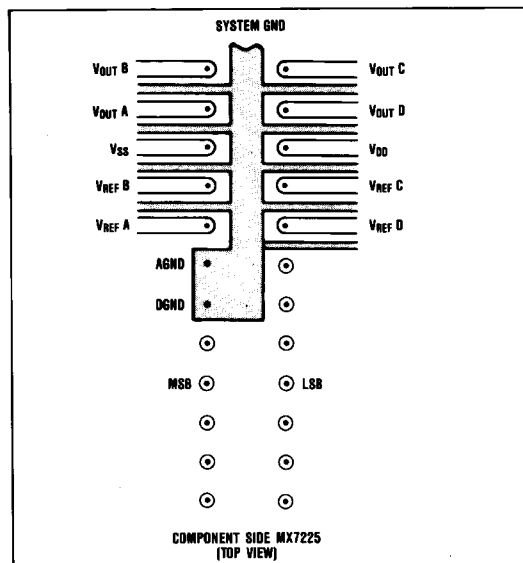 SYSTEM GND
VOUT B VOUT C
VOUT A VOUT D
VSS VDD
VREF B VREF C
VREF A VREF D
AGND
DGND
MSB LSB
COMPONENT SIDE MX7225
(TOP VIEW)